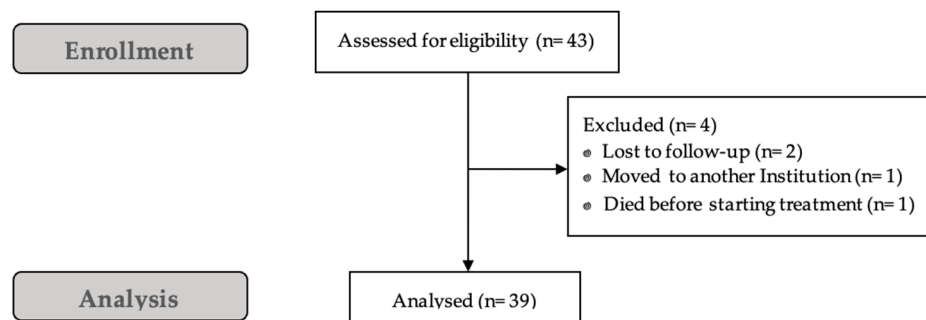 Enrollment
Assessed for eligibility (n= 43)
Excluded (n= 4)
Lost to follow-up (n= 2)
Moved to another Institution (n= 1)
Died before starting treatment (n= 1)
Analysis
Analysed (n= 39)